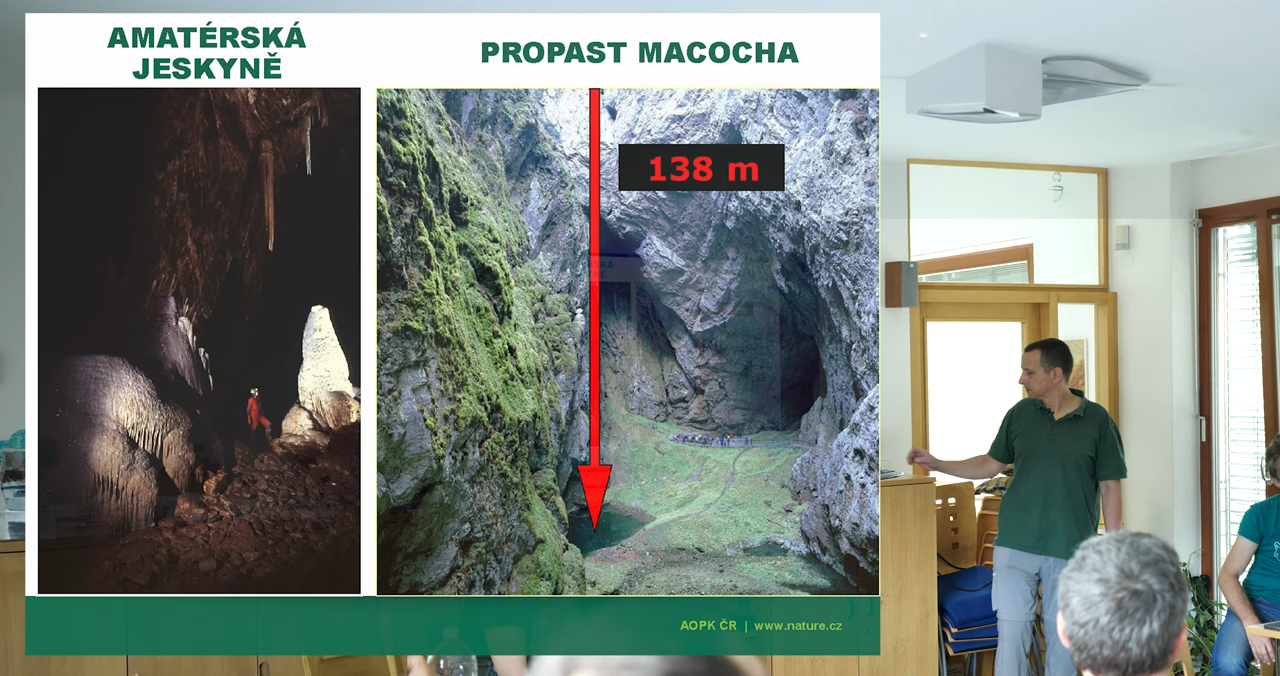 AMATÉRSKÁ
JESKYNĚ
PROPAST MACOCHA
138 m
AOPK ČR | www.nature.cz